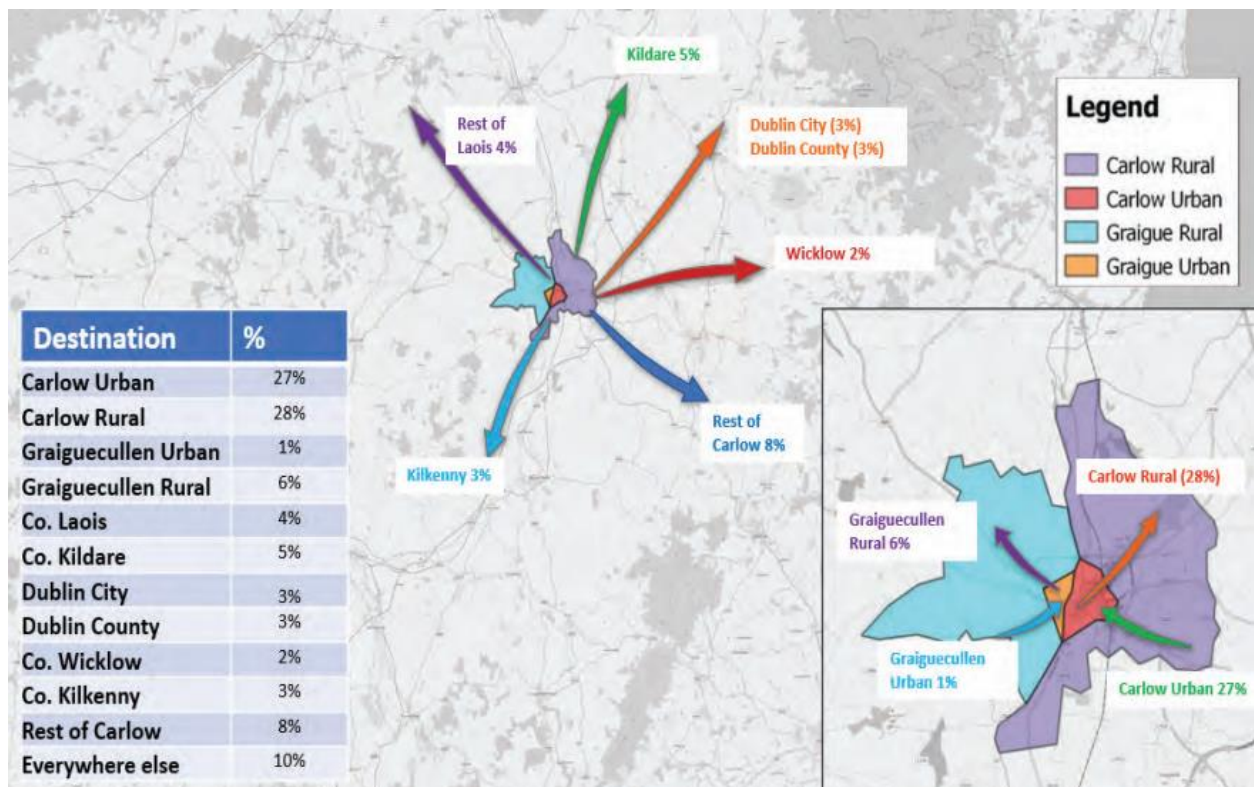 Kildare 5%
Rest of
Laois 4%
Dublin City (3%)
Dublin County (3%)
Wicklow 2%
Rest of
Carlow 8%
Kilkenny 3%
Legend
Carlow Rural
Carlow Urban
Graigue Rural
Graigue Urban
Destination %
Carlow Urban 27%
Carlow Rural 28%
Graiguecullen Urban 1%
Graiguecullen Rural 6%
Co. Laois 4%
Co. Kildare 5%
Dublin City 3%
Dublin County 3%
Co. Wicklow 2%
Co. Kilkenny 3%
Rest of Carlow 8%
Everywhere else 10%
Carlow Rural (28%)
Graiguecullen
Rural 6%
Graiguecullen
Urban 1%
Carlow Urban 27%